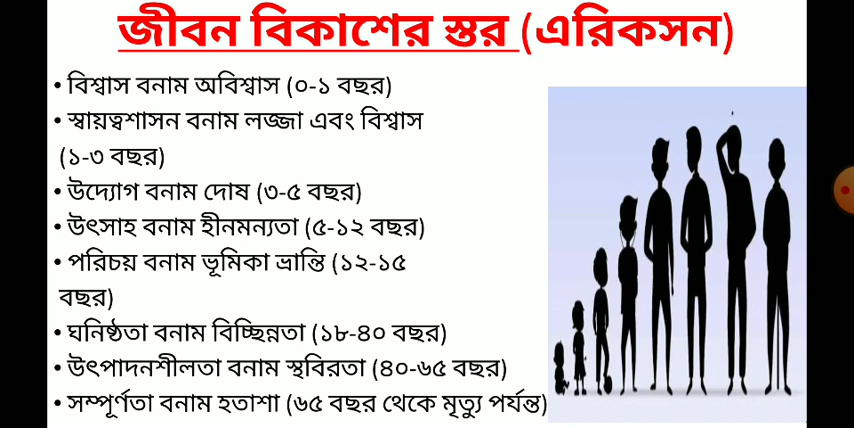 জীবন বিকাশের স্তর (এরিকসন)
• বিশ্বাস বনাম অবিশ্বাস (০-১ বছর)
• স্বায়ত্বশাসন বনাম লজ্জা এবং বিশ্বাস
(১-৩ বছর)
• উদ্যোগ বনাম দোষ (৩-৫ বছর)
• উৎসাহ বনাম হীনমন্যতা (৫-১২ বছর)
• পরিচয় বনাম ভূমিকা ভ্রান্তি (১২-১৫
বছর)
• ঘনিষ্ঠতা বনাম বিচ্ছিন্নতা (১৮-৪০ বছর)
• উৎপাদনশীলতা বনাম স্থবিরতা (৪০-৬৫ বছর)
• সম্পূর্ণতা বনাম হতাশা (৬৫ বছর থেকে মৃত্যু পর্যন্ত)